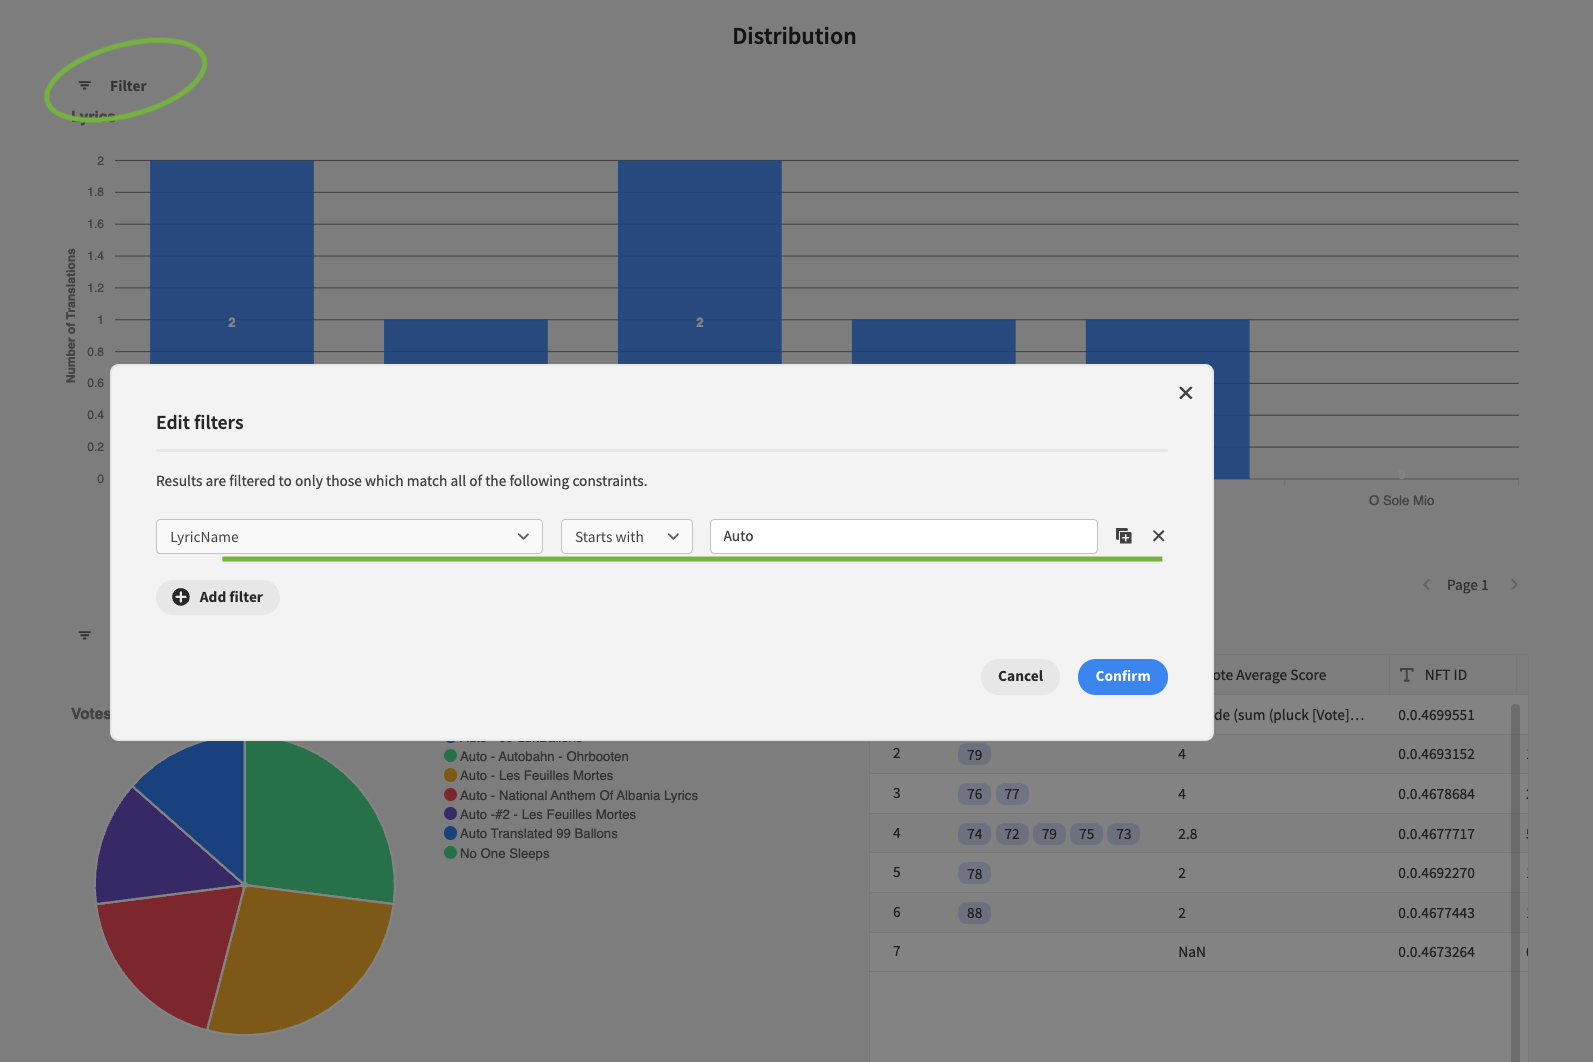 Distribution
Filter
Lyrics
2
1.8
1.6
1.4
1.2
1
0.8
0.6
0.4
0.2
0
Number of Translations
2
2
0
O Sole Mio
Edit filters
Results are filtered to only those which match all of the following constraints.
LyricName
Starts with
Auto
Add filter
Cancel
Confirm
Page 1
Votes
Auto - Autobahn - Ohrbooten
Auto - Les Feuilles Mortes
Auto - National Anthem Of Albania Lyrics
Auto -#2 - Les Feuilles Mortes
Auto Translated 99 Ballons
No One Sleeps
ote Average Score
NFT ID
de (sum (pluck [Vote]…
0.0.4699551
2
79
4
0.0.4693152
3
76
77
4
0.0.4678684
4
74
72
79
75
73
2.8
0.0.4677717
5
78
2
0.0.4692270
6
88
2
0.0.4677443
7
NaN
0.0.4673264